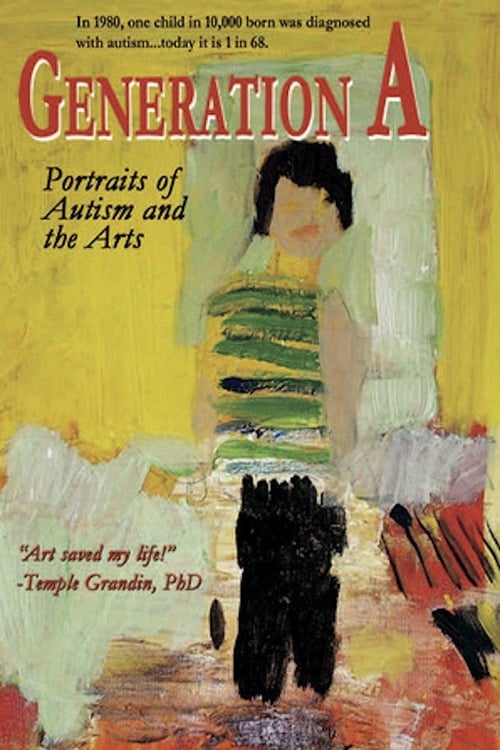 In 1980, one child in 10,000 born was diagnosed
with autism...today it is 1 in 68.
GENERATION A
Portraits of
Autism and
the Arts
"Art saved my life!"
-Temple Grandin, PhD